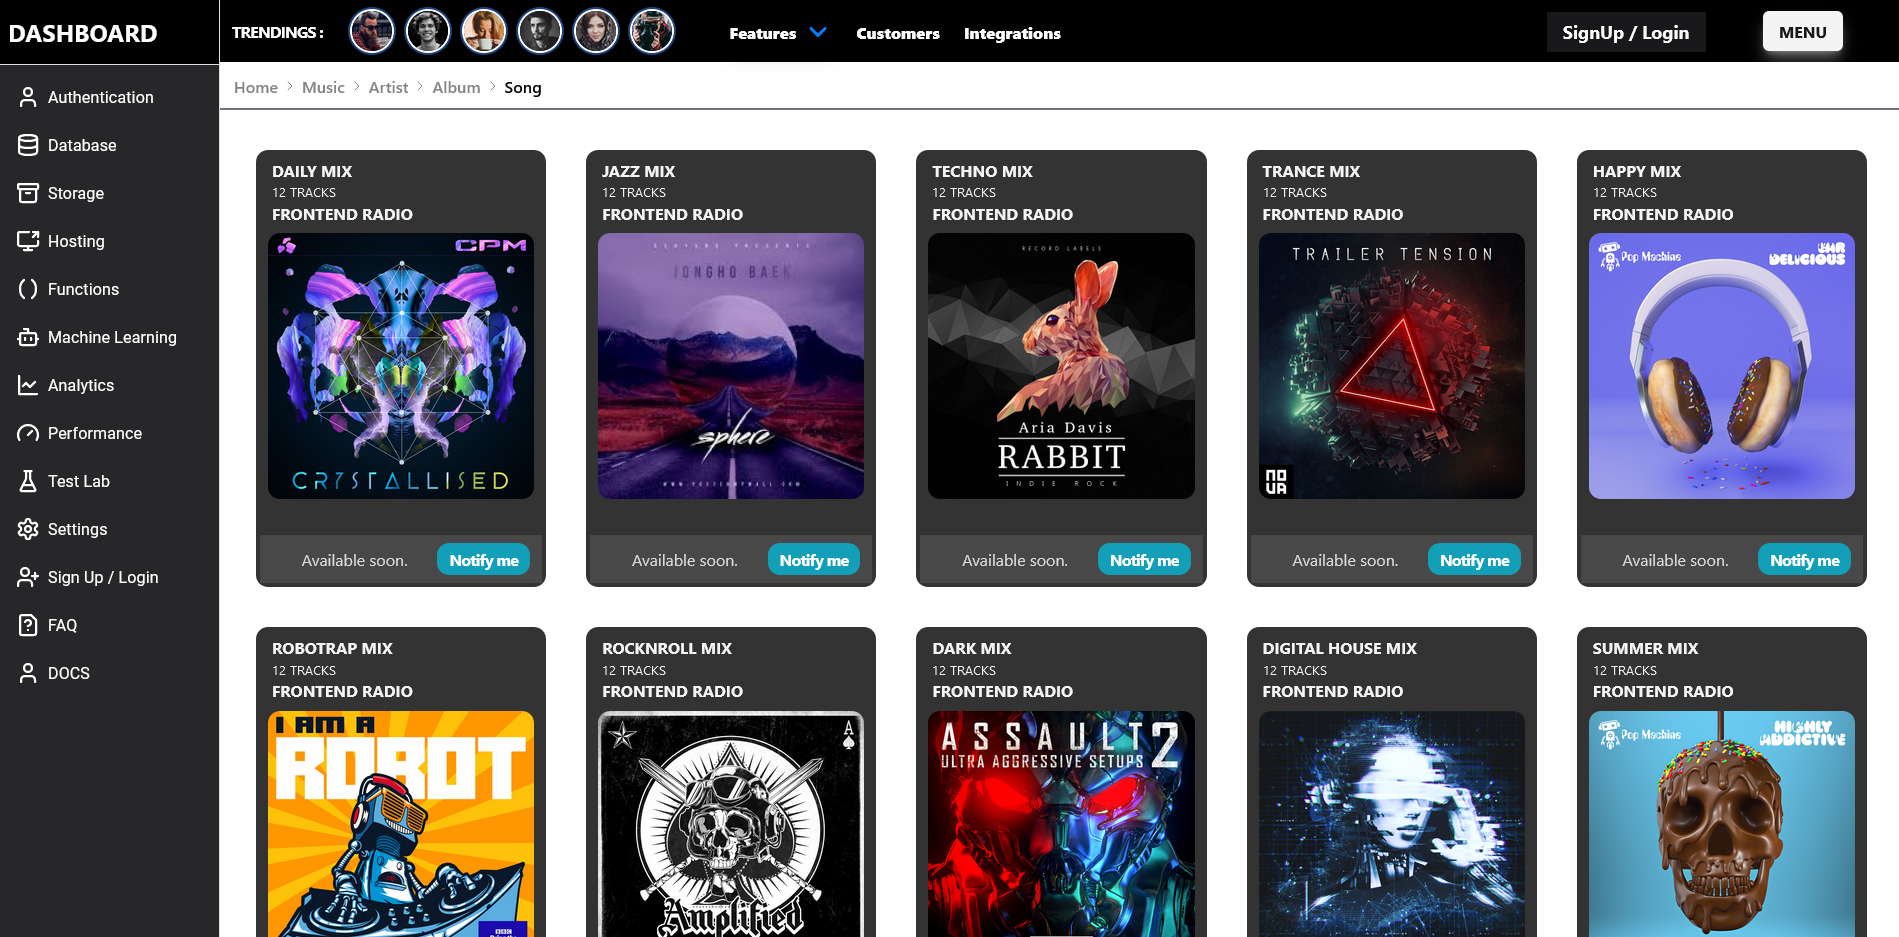 DASHBOARD
TRENDINGS :
Features
Customers
Integrations
SignUp / Login
MENU
Home
Music
Artist
Album
Song
Authentication
Database
Storage
Hosting
Functions
Machine Learning
Analytics
Performance
Test Lab
Settings
Sign Up / Login
FAQ
DOCS
DAILY MIX
12 TRACKS
FRONTEND RADIO
CPM
CR7STALLISED
Available soon.
Notify me
JAZZ MIX
12 TRACKS
FRONTEND RADIO
JONGHO BAEK
sphere
WWW.POSTERMYWALL.COM
Available soon.
Notify me
TECHNO MIX
12 TRACKS
FRONTEND RADIO
RECORD LABELS
Aria Davis
RABBIT
INDIE ROCK
Available soon.
Notify me
TRANCE MIX
12 TRACKS
FRONTEND RADIO
TRAILER TENSION
NOVA
Available soon.
Notify me
HAPPY MIX
12 TRACKS
FRONTEND RADIO
Pop Machine
DELICIOUS
Available soon.
Notify me
ROBOTRAP MIX
12 TRACKS
FRONTEND RADIO
I AM A
ROBOT
BBC
ROCKNROLL MIX
12 TRACKS
FRONTEND RADIO
A
Amplified
DARK MIX
12 TRACKS
FRONTEND RADIO
ASSAULT 2
ULTRA AGGRESSIVE SETUPS
DIGITAL HOUSE MIX
12 TRACKS
FRONTEND RADIO
SUMMER MIX
12 TRACKS
FRONTEND RADIO
Pop Machine
HIGHLY
ADDICTIVE